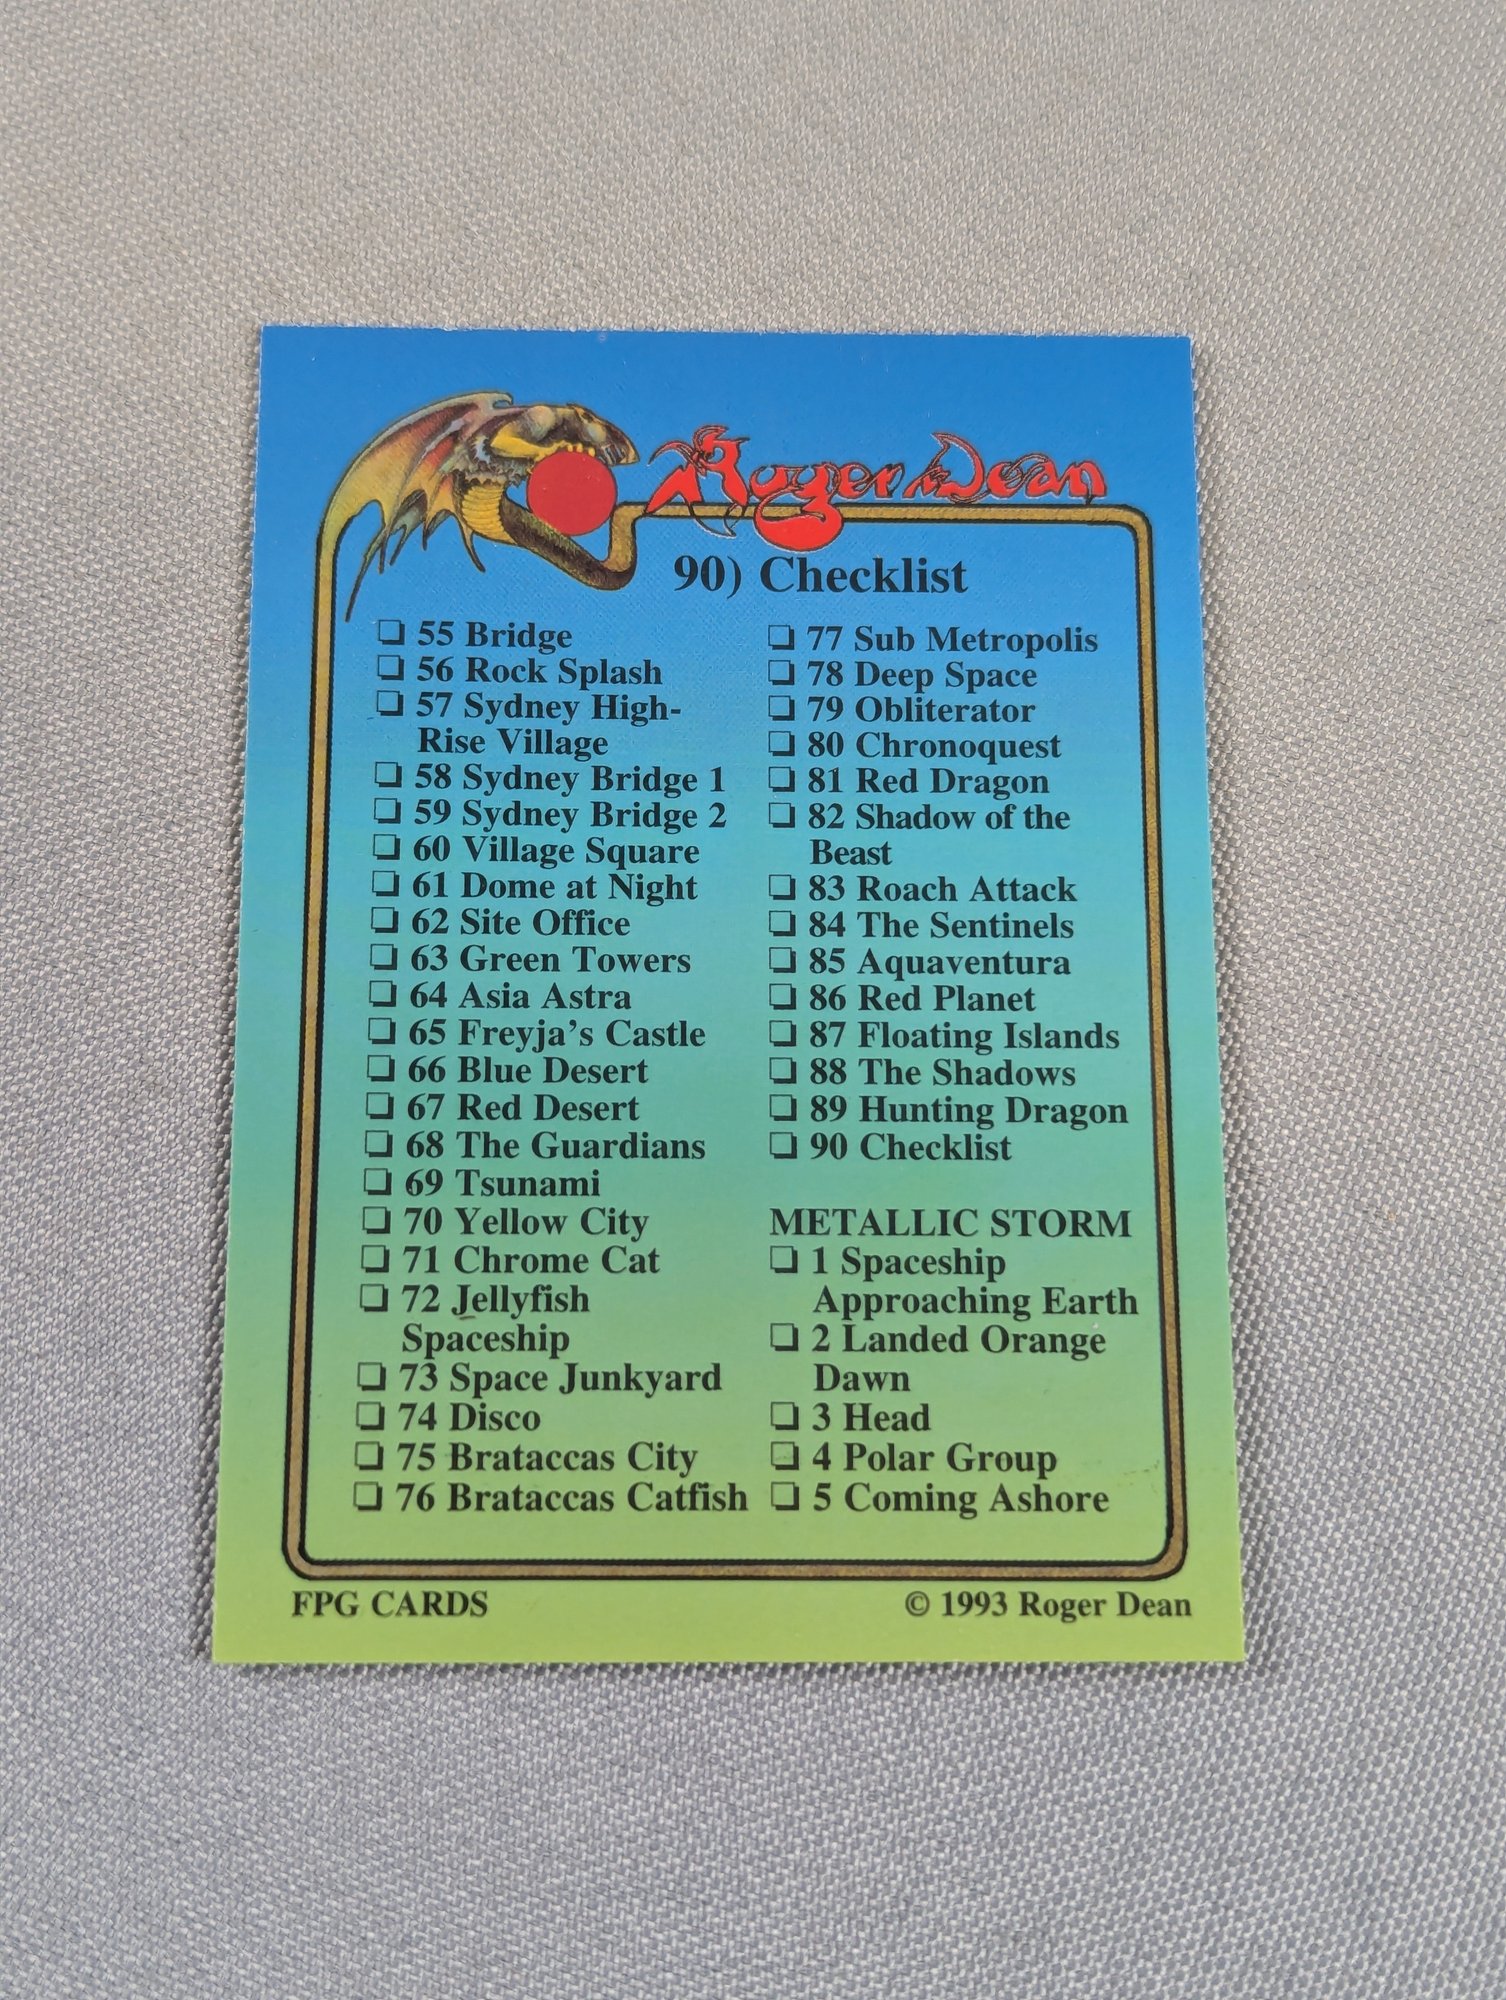 Roger Dean
90) Checklist
❏ 55 Bridge
❏ 56 Rock Splash
❏ 57 Sydney High-
Rise Village
❏ 58 Sydney Bridge 1
❏ 59 Sydney Bridge 2
❏ 60 Village Square
❏ 61 Dome at Night
❏ 62 Site Office
❏ 63 Green Towers
❏ 64 Asia Astra
❏ 65 Freyja's Castle
❏ 66 Blue Desert
❏ 67 Red Desert
❏ 68 The Guardians
❏ 69 Tsunami
❏ 70 Yellow City
❏ 71 Chrome Cat
❏ 72 Jellyfish
Spaceship
❏ 73 Space Junkyard
❏ 74 Disco
❏ 75 Brataccas City
❏ 76 Brataccas Catfish
❏ 77 Sub Metropolis
❏ 78 Deep Space
❏ 79 Obliterator
❏ 80 Chronoquest
❏ 81 Red Dragon
❏ 82 Shadow of the
Beast
❏ 83 Roach Attack
❏ 84 The Sentinels
❏ 85 Aquaventura
❏ 86 Red Planet
❏ 87 Floating Islands
❏ 88 The Shadows
❏ 89 Hunting Dragon
❏ 90 Checklist
METALLIC STORM
❏ 1 Spaceship
Approaching Earth
❏ 2 Landed Orange
Dawn
❏ 3 Head
❏ 4 Polar Group
❏ 5 Coming Ashore
FPG CARDS
© 1993 Roger Dean